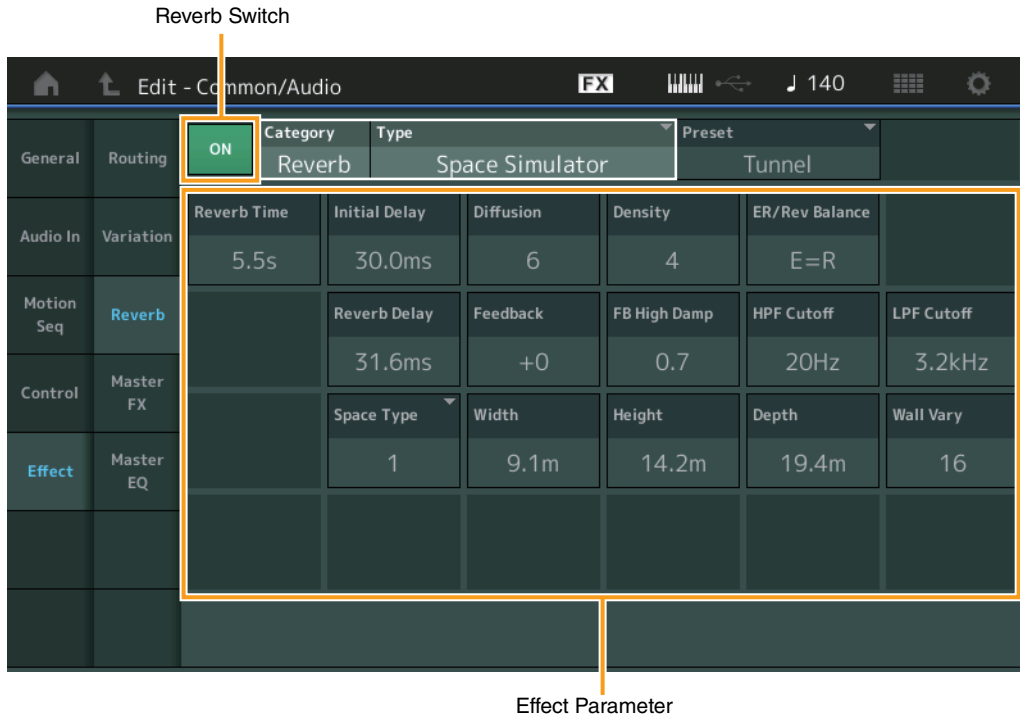 Reverb Switch
Edit - Common/Audio FX ♩ 140
General Routing ON Category Reverb Type Space Simulator Preset Tunnel
Audio In Variation
Motion Seq Reverb
Control Master FX
Effect Master EQ
Reverb Time Initial Delay Diffusion Density ER/Rev Balance
5.5s 30.0ms 6 4 E=R
Reverb Delay Feedback FB High Damp HPF Cutoff LPF Cutoff
31.6ms +0 0.7 20Hz 3.2kHz
Space Type Width Height Depth Wall Vary
1 9.1m 14.2m 19.4m 16
Effect Parameter